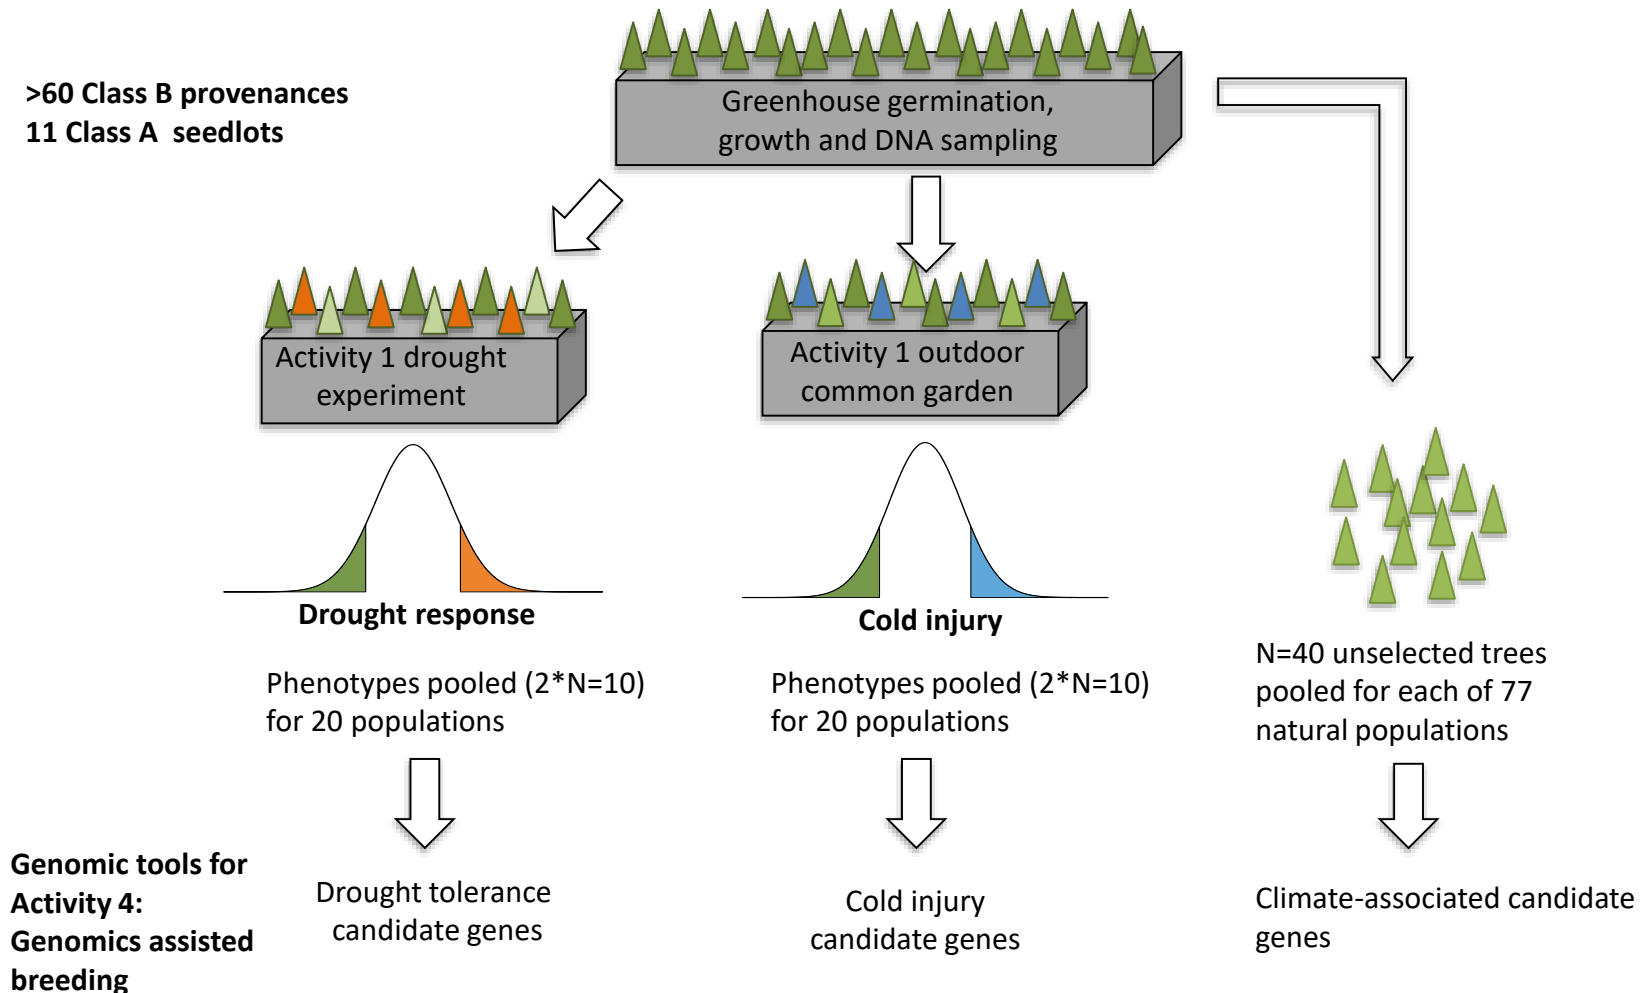 >60 Class B provenances
11 Class A  seedlots
Greenhouse germination,
growth and DNA sampling
Activity 1 drought
experiment
Activity 1 outdoor
common garden
Drought response
Cold injury
Phenotypes pooled (2*N=10)
for 20 populations
Phenotypes pooled (2*N=10)
for 20 populations
N=40 unselected trees
pooled for each of 77
natural populations
Genomic tools for
Activity 4:
Genomics assisted
breeding
Drought tolerance
candidate genes
Cold injury
candidate genes
Climate-associated candidate
genes